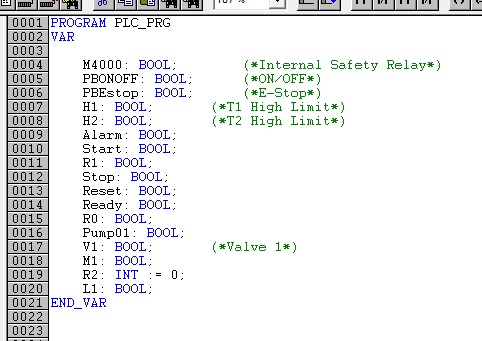 0001 PROGRAM PLC_PRG
0002 VAR
0003
0004 M4000: BOOL; (*Internal Safety Relay*)
0005 PBONOFF: BOOL; (*ON/OFF*)
0006 PBEstop: BOOL; (*E-Stop*)
0007 H1: BOOL; (*T1 High Limit*)
0008 H2: BOOL; (*T2 High Limit*)
0009 Alarm: BOOL;
0010 Start: BOOL;
0011 R1: BOOL;
0012 Stop: BOOL;
0013 Reset: BOOL;
0014 Ready: BOOL;
0015 R0: BOOL;
0016 Pump01: BOOL;
0017 V1: BOOL; (*Valve 1*)
0018 M1: BOOL;
0019 R2: INT := 0;
0020 L1: BOOL;
0021 END_VAR
0022
0023